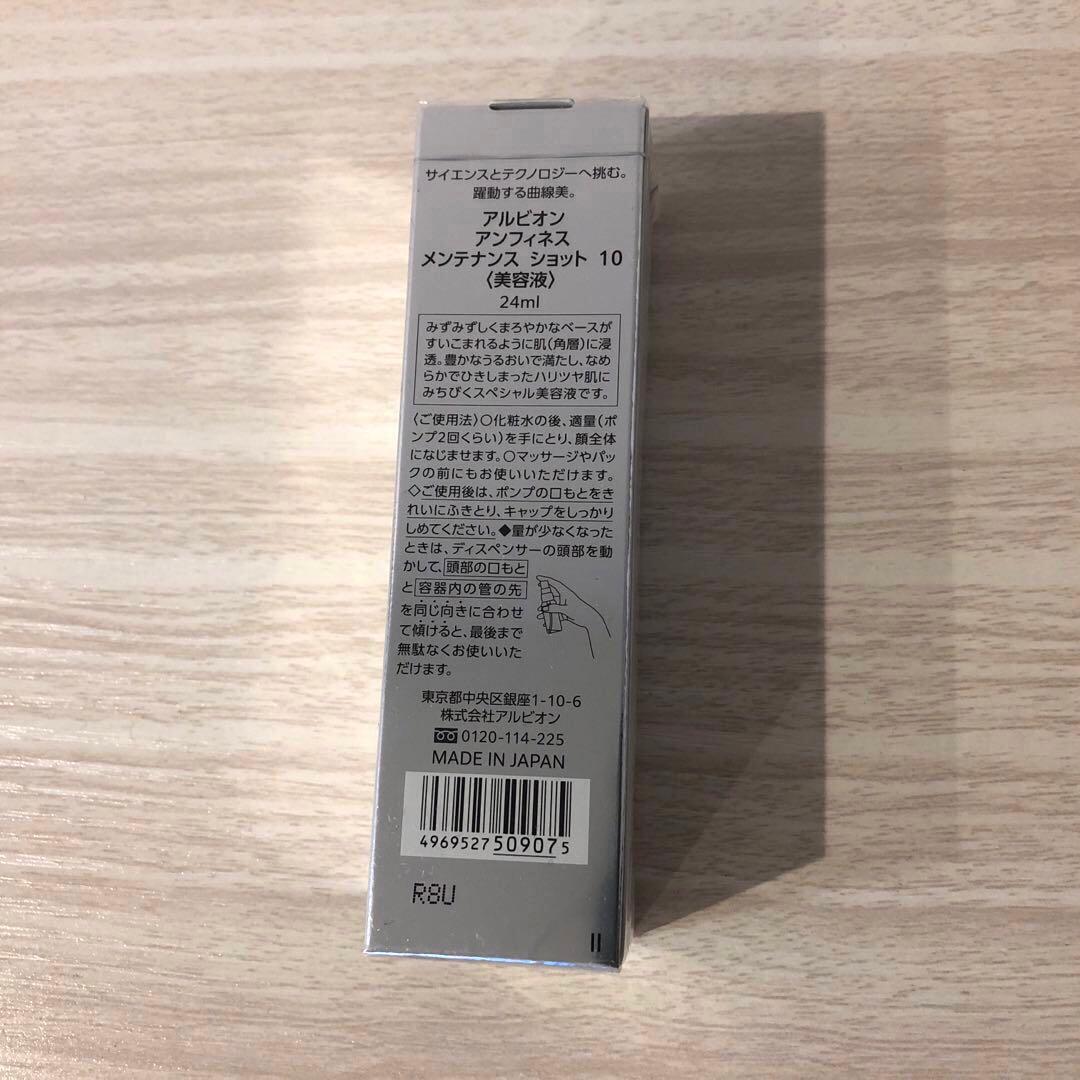 サイエンスとテクノロジーへ挑む。
躍動する曲線美。
アルビオン
アンフィネス
メンテナンス ショット 10
〈美容液〉
24ml
みずみずしくまろやかなベースが
すいこまれるように肌(角層)に浸
透。豊かなうるおいで満たし、なめ
らかでひきしまったハリツヤ肌に
みちびくスペシャル美容液です。
〈ご使用法〉○化粧水の後、適量(ポ
ンプ2回くらい)を手にとり、顔全体
になじませます。○マッサージやパッ
クの前にもお使いいただけます。
◇ご使用後は、ポンプの口もとをき
れいにふきとり、キャップをしっかり
しめてください。◆量が少なくなった
ときは、ディスペンサーの頭部を動
かして、頭部の口もと
と容器内の管の先
を同じ向きに合わせ
て傾けると、最後まで
無駄なくお使いいた
だけます。
東京都中央区銀座1-10-6
株式会社アルビオン
0120-114-225
MADE IN JAPAN
4969527509075
R8U
II